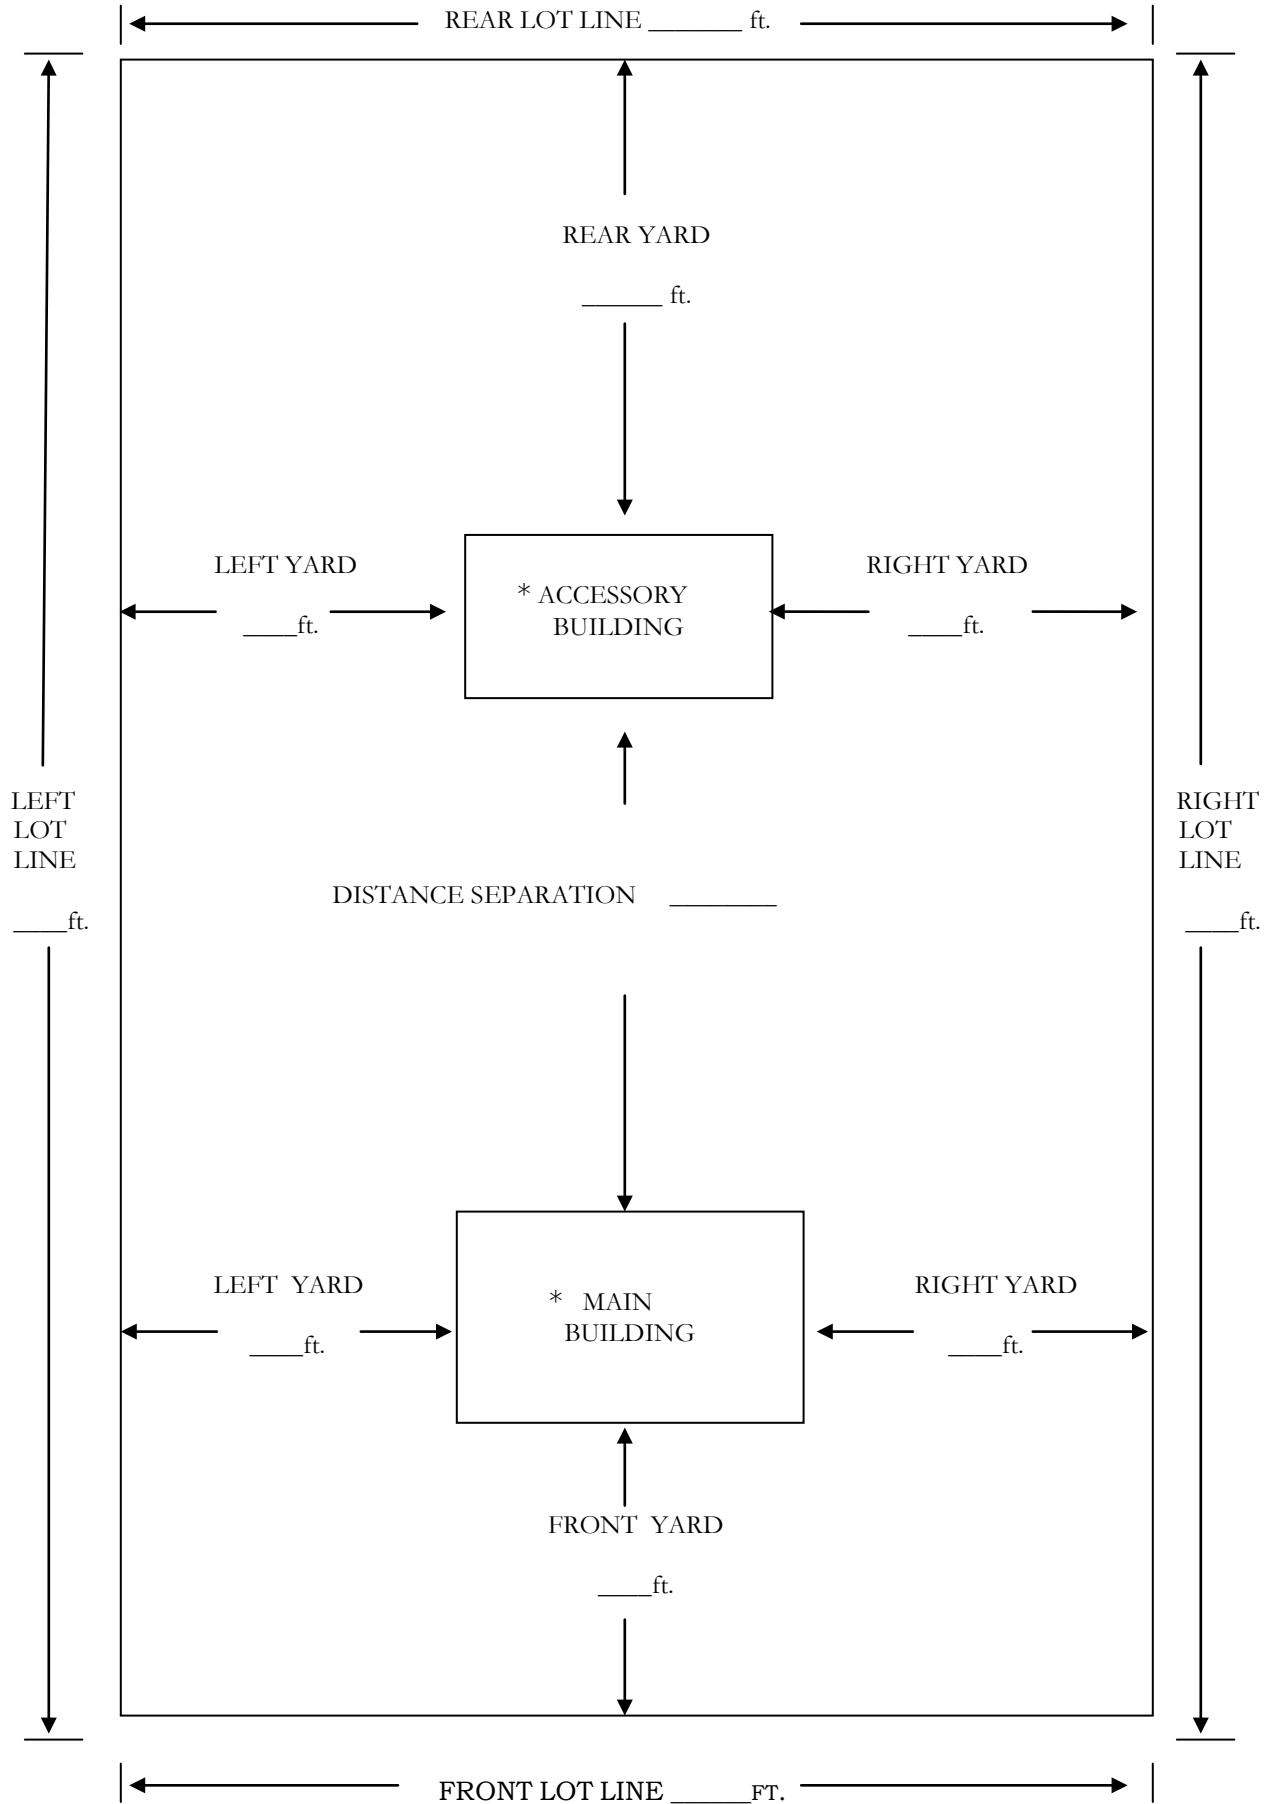 REAR LOT LINE _______ ft.
REAR YARD
______ ft.
LEFT YARD
____ft.
* ACCESSORY
BUILDING
RIGHT YARD
____ft.
LEFT
LOT
LINE
____ft.
RIGHT
LOT
LINE
____ft.
DISTANCE SEPARATION ________
LEFT YARD
____ft.
* MAIN
BUILDING
RIGHT YARD
____ft.
FRONT YARD
____ft.
FRONT LOT LINE ______FT.